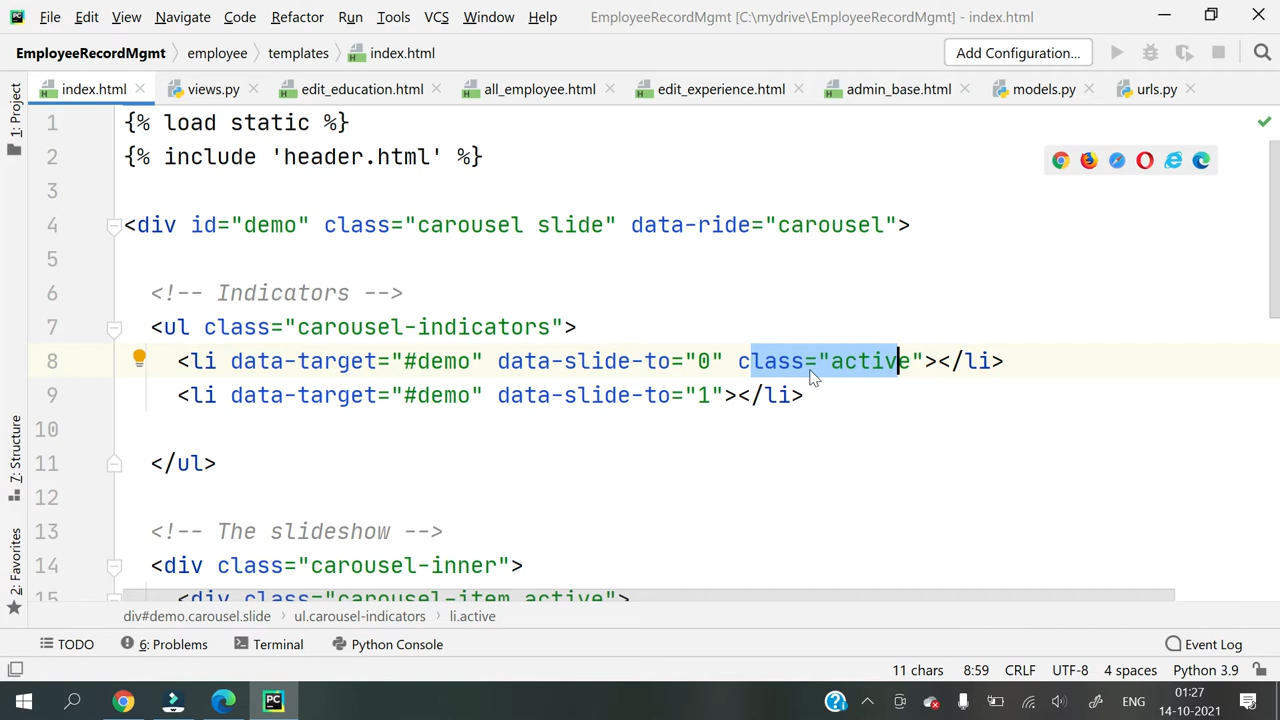 File Edit View Navigate Code Refactor Run Tools VCS Window Help EmployeeRecordMgmt [C:\mydrive\EmployeeRecordMgmt] - index.html
EmployeeRecordMgmt employee templates index.html Add Configuration...
1: Project
index.html views.py edit_education.html all_employee.html edit_experience.html admin_base.html models.py urls.py
1 {% load static %}
2 {% include 'header.html' %}
3
4 <div id="demo" class="carousel slide" data-ride="carousel">
5
6 <!-- Indicators -->
7 <ul class="carousel-indicators">
8 <li data-target="#demo" data-slide-to="0" class="active"></li>
9 <li data-target="#demo" data-slide-to="1"></li>
10
11 </ul>
12
13 <!-- The slideshow -->
14 <div class="carousel-inner">
15 <div class="carousel-item active">
7: Structure
2: Favorites
div#demo.carousel.slide ul.carousel-indicators li.active
TODO 6: Problems Terminal Python Console Event Log
11 chars 8:59 CRLF UTF-8 4 spaces Python 3.9
PC ENG 01:27
14-10-2021